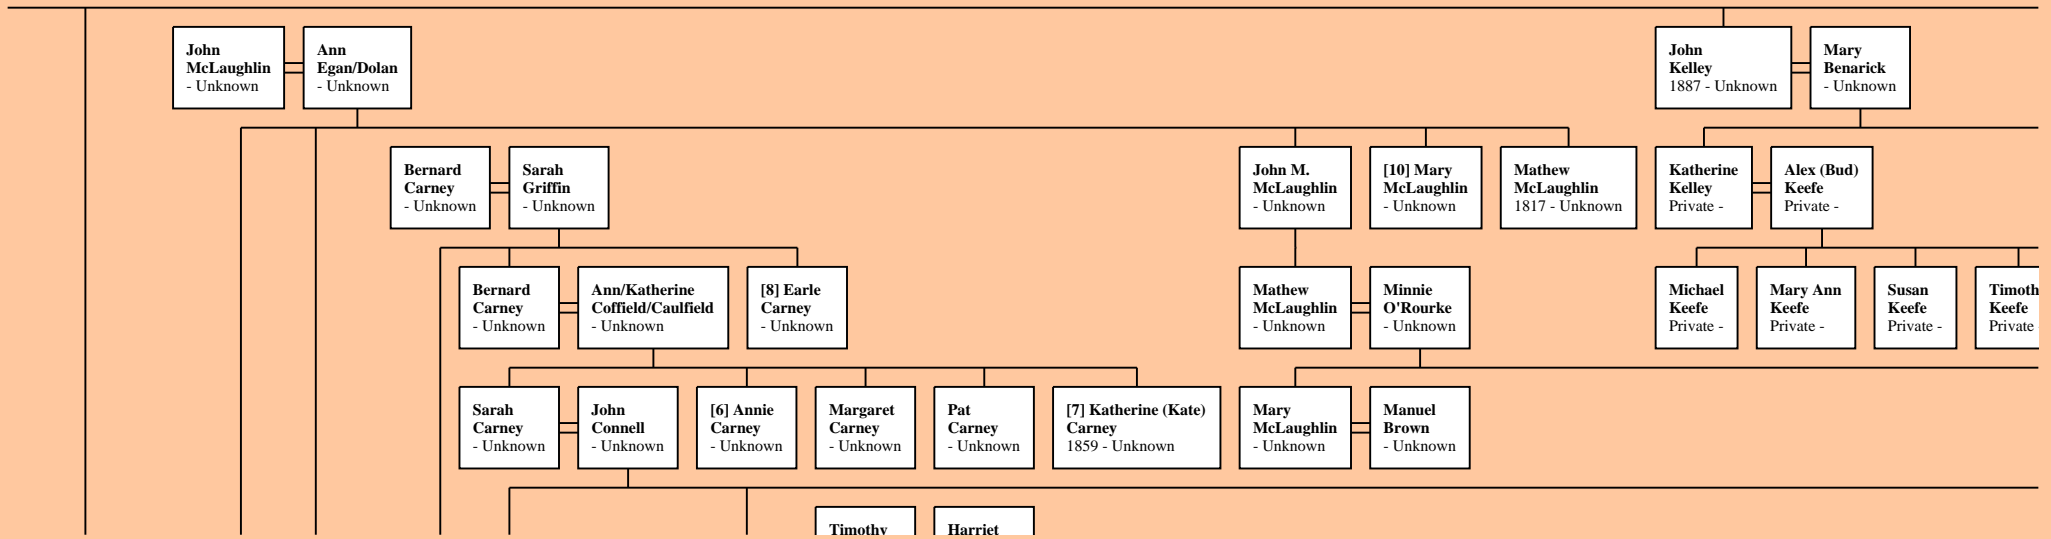 John
McLaughlin
- Unknown
Ann
Egan/Dolan
- Unknown
John
Kelley
1887 - Unknown
Mary
Benarick
- Unknown
Bernard
Carney
- Unknown
Sarah
Griffin
- Unknown
John M.
McLaughlin
- Unknown
[10] Mary
McLaughlin
- Unknown
Mathew
McLaughlin
1817 - Unknown
Katherine
Kelley
Private -
Alex (Bud)
Keefe
Private -
Bernard
Carney
- Unknown
Ann/Katherine
Coffield/Caulfield
- Unknown
[8] Earle
Carney
- Unknown
Mathew
McLaughlin
- Unknown
Minnie
O'Rourke
- Unknown
Michael
Keefe
Private -
Mary Ann
Keefe
Private -
Susan
Keefe
Private -
Timoth
Keefe
Private
Sarah
Carney
- Unknown
John
Connell
- Unknown
[6] Annie
Carney
- Unknown
Margaret
Carney
- Unknown
Pat
Carney
- Unknown
[7] Katherine (Kate)
Carney
1859 - Unknown
Mary
McLaughlin
- Unknown
Manuel
Brown
- Unknown
Timothy
Harriet